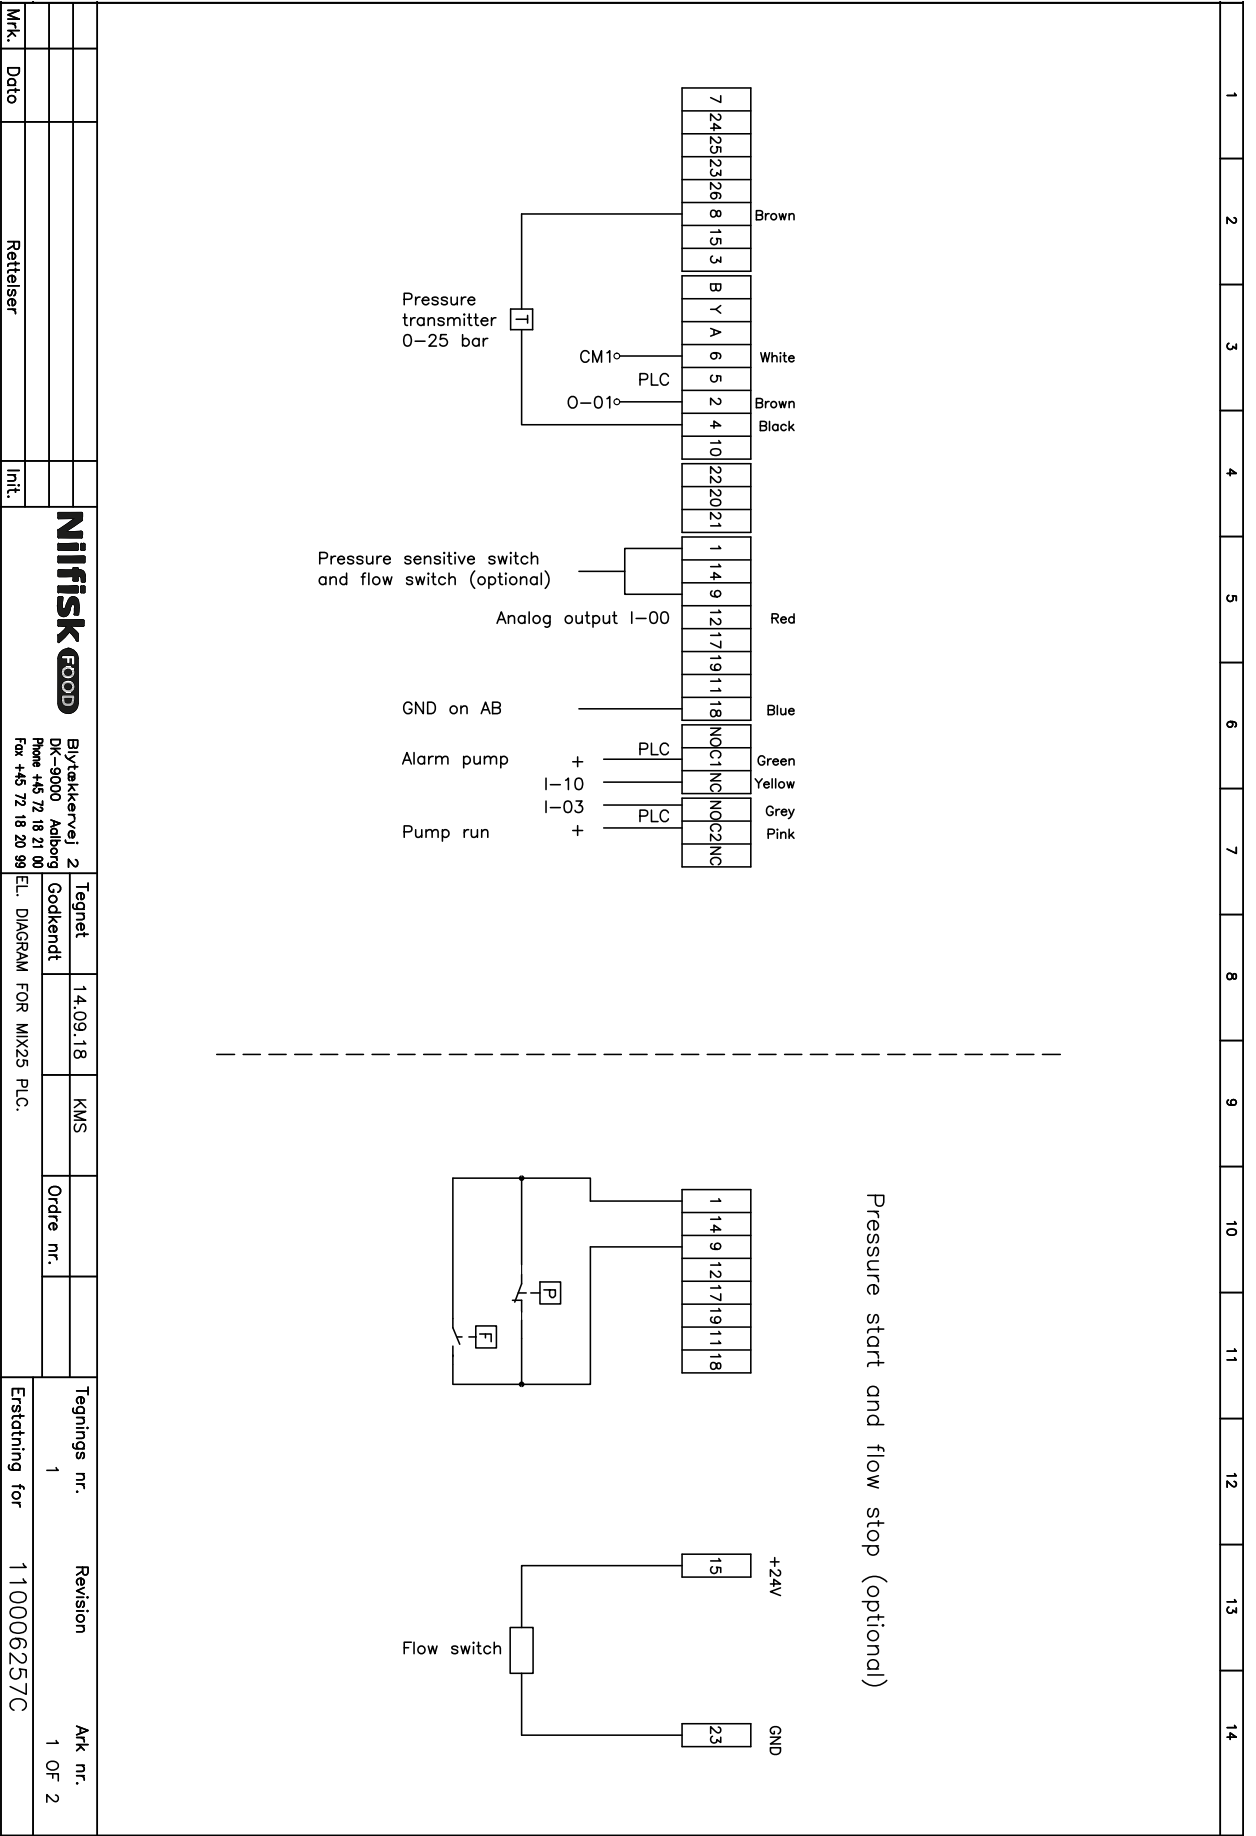 1
2
3
4
5
6
7
8
9
10
11
12
13
14
7
24
25
23
26
8
15
3
B
Y
A
6
5
2
4
10
22
20
21
1
14
9
12
17
19
11
18
NO
C1
NC
NO
C2
NC
Brown
White
Brown
Black
Red
Blue
Green
Yellow
Grey
Pink
Pressure
transmitter
0-25 bar
T
CM1
PLC
O-01
Pressure sensitive switch
and flow switch (optional)
Analog output I-00
GND on AB
Alarm pump
+
PLC
I-10
I-03
PLC
Pump run
+
Pressure start and flow stop (optional)
1
14
9
12
17
19
11
18
P
F
+24V
15
Flow switch
GND
23
Mrk.
Dato
Rettelser
Init.
Nilfisk FOOD
Blytækkervej 2
DK-9000 Aalborg
Phone +45 72 18 21 00
Fax +45 72 18 20 99
Tegnet
14.09.18
KMS
Godkendt
Ordre nr.
EL. DIAGRAM FOR MIX25 PLC.
Tegnings nr.
1
Revision
Ark nr.
1 OF 2
Erstatning for
110006257C